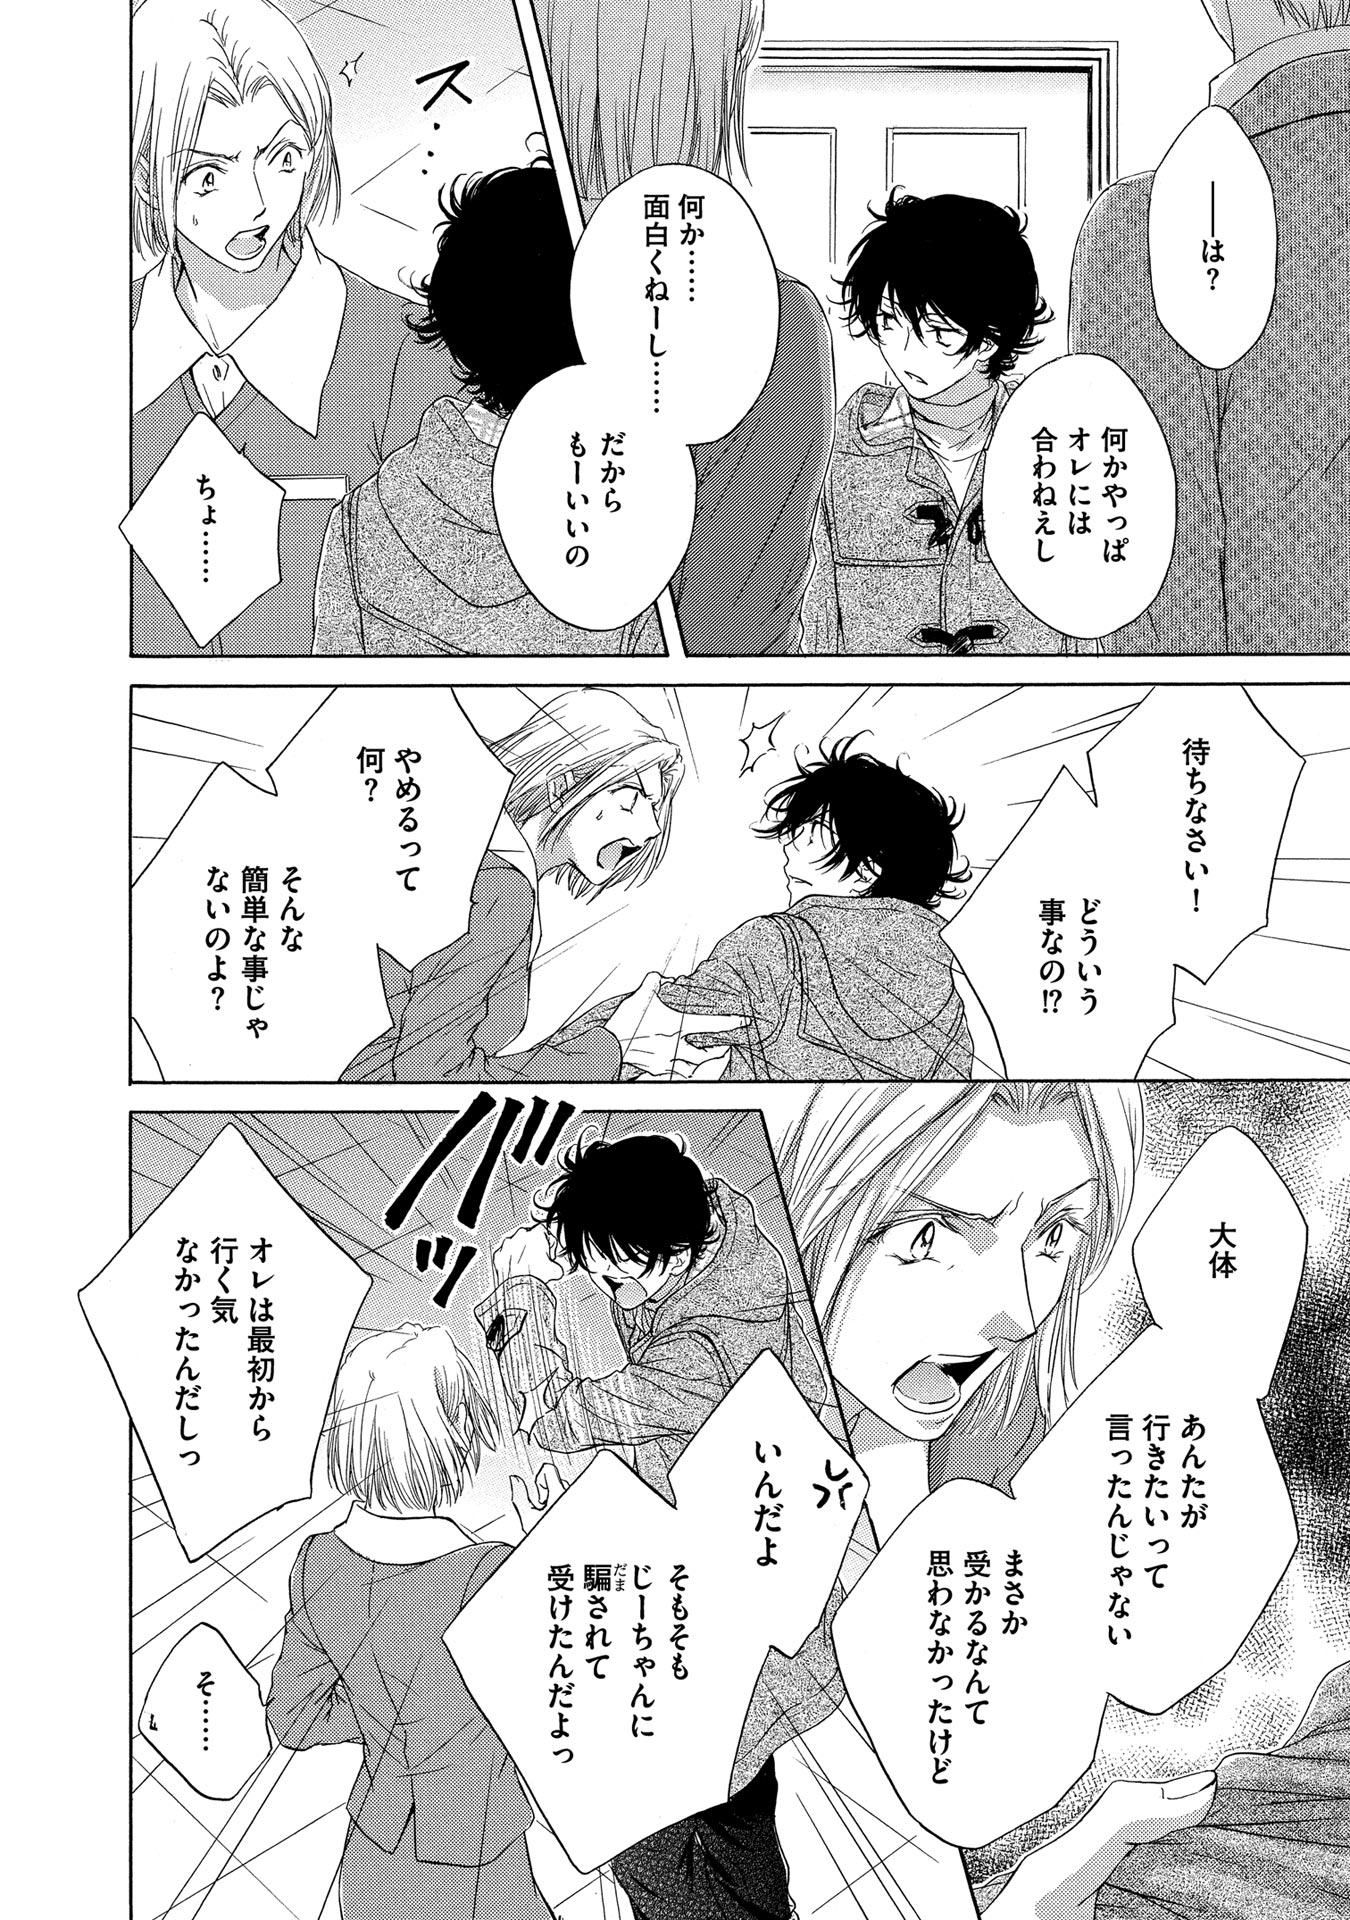 ──は？
何かやっぱ
オレには
合わねえし
何か……
面白くねーし……
だから
もーいいの
ス…
ちょ……
待ちなさい！
どういう
事なの!?
やめるって
何？
そんな
簡単な事じゃ
ないのよ？
大体
あんたが
行きたいって
言ったんじゃない
まさか
受かるなんて
思わなかったけど
いんだよ
そもそも
じーちゃんに
騙されて
だま
受けたんだよっ
バッ
オレは最初から
行く気
なかったんだしっ
そ……